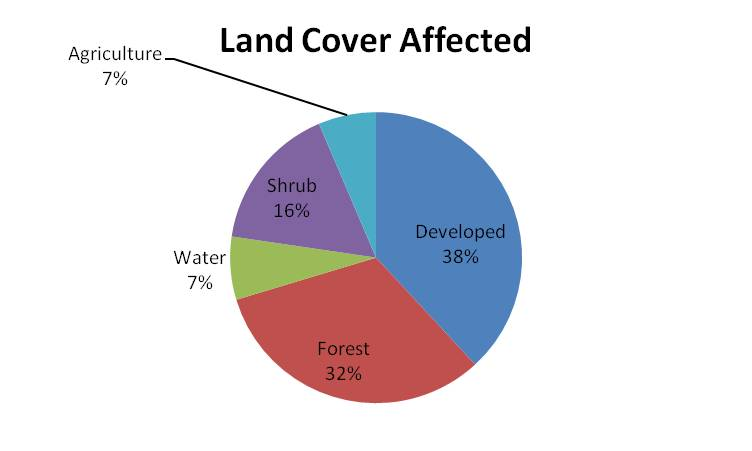 Land Cover Affected
Agriculture
7%
Shrub
16%
Developed
38%
Water
7%
Forest
32%